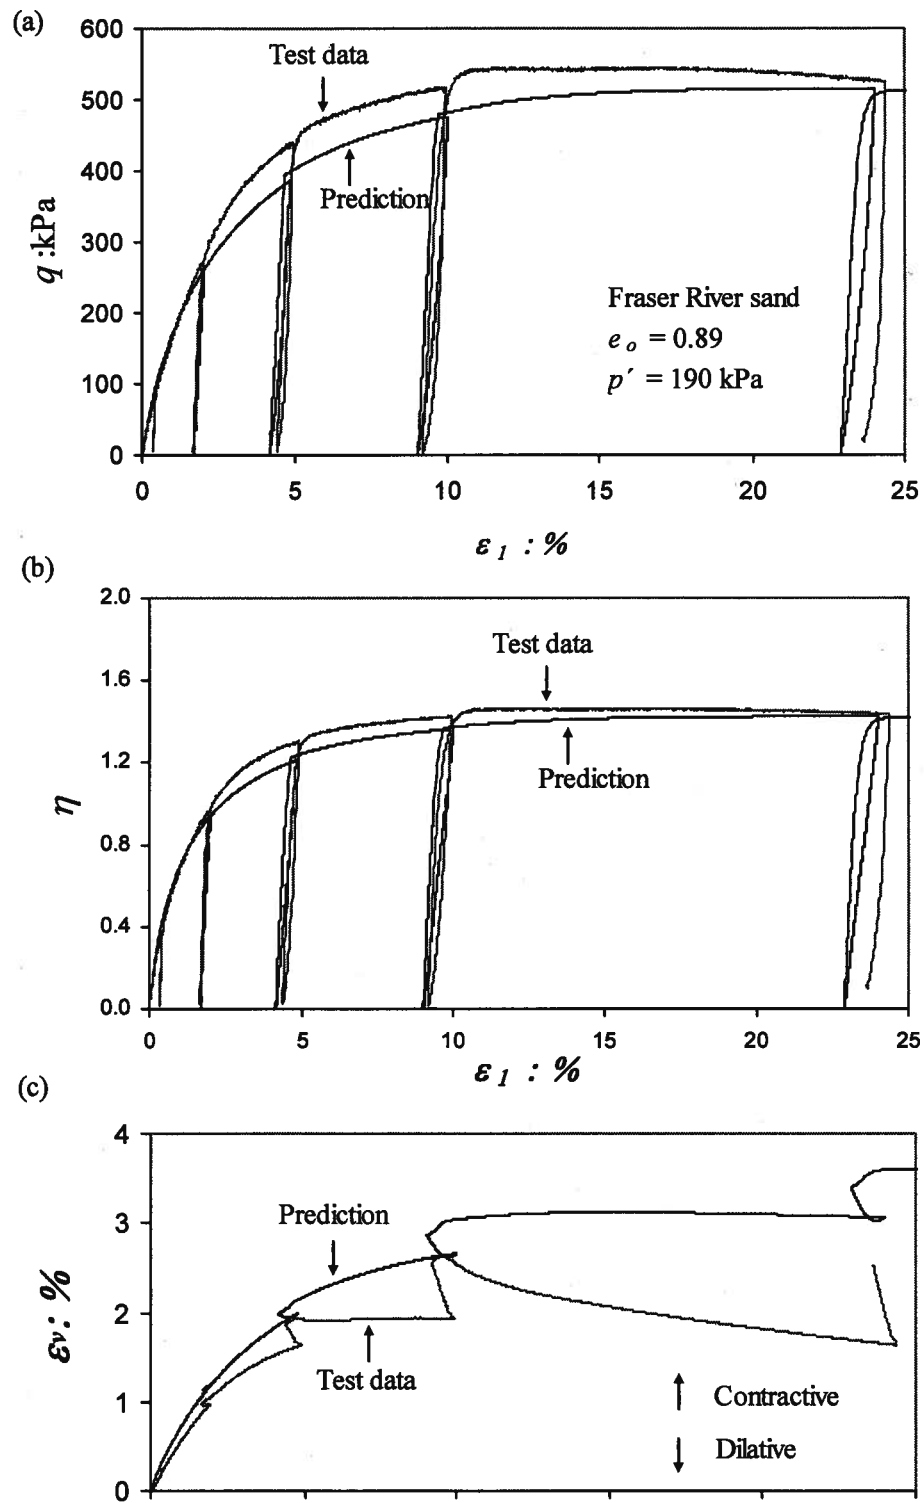 (a)
600
500
400
300
200
100
0
q :kPa
Test data
Prediction
Fraser River sand
e o = 0.89
p´ = 190 kPa
0 5 10 15 20 25
ε 1 : %
(b)
2.0
1.6
1.2
0.8
0.4
0.0
η
Test data
Prediction
0 5 10 15 20 25
ε 1 : %
(c)
4
3
2
1
0
εv: %
Prediction
Test data
Contractive
Dilative